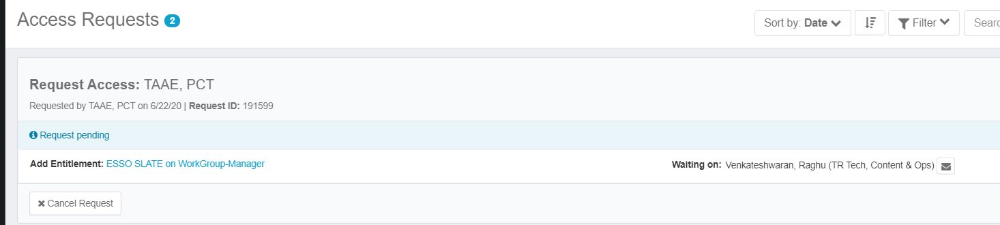 Access Requests 2
Sort by: Date
Filter
Searc
Request Access: TAAE, PCT
Requested by TAAE, PCT on 6/22/20 | Request ID: 191599
Request pending
Add Entitlement: ESSO SLATE on WorkGroup-Manager
Waiting on: Venkateshwaran, Raghu (TR Tech, Content & Ops)
Cancel Request